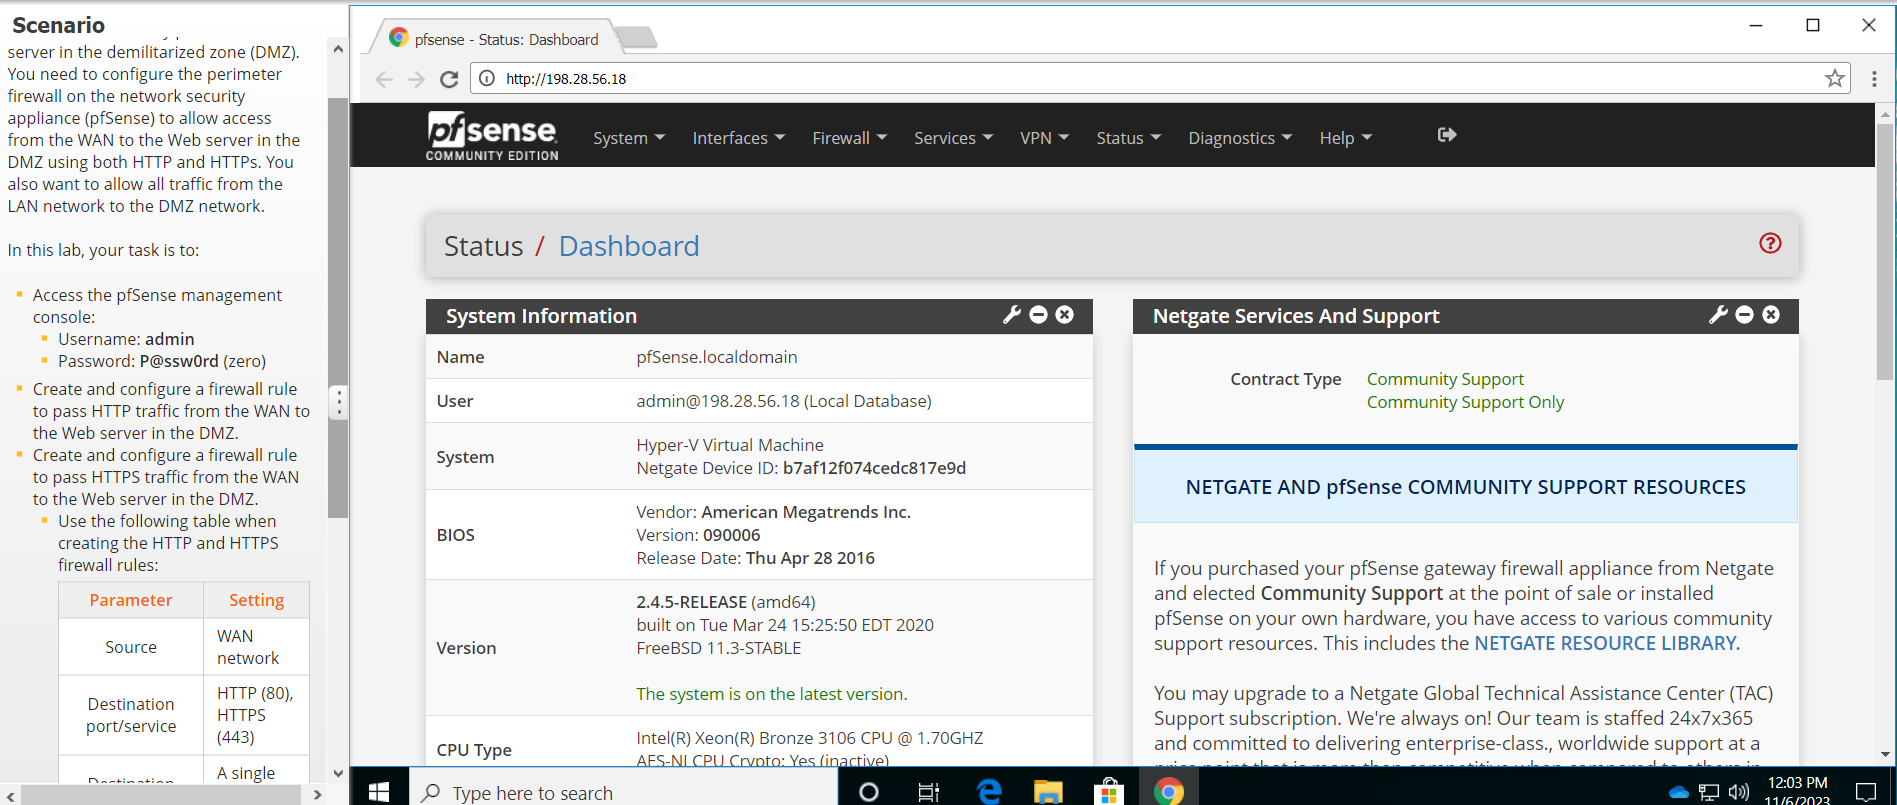 Scenario
server in the demilitarized zone (DMZ).
You need to configure the perimeter
firewall on the network security
appliance (pfSense) to allow access
from the WAN to the Web server in the
DMZ using both HTTP and HTTPs. You
also want to allow all traffic from the
LAN network to the DMZ network.
In this lab, your task is to:
Access the pfSense management
console:
Username: admin
Password: P@ssw0rd (zero)
Create and configure a firewall rule
to pass HTTP traffic from the WAN to
the Web server in the DMZ.
Create and configure a firewall rule
to pass HTTPS traffic from the WAN
to the Web server in the DMZ.
Use the following table when
creating the HTTP and HTTPS
firewall rules:
Parameter Setting
Source WAN network
Destination port/service HTTP (80), HTTPS (443)
Destination A single
pfsense - Status: Dashboard
http://198.28.56.18
pfsense
COMMUNITY EDITION
System Interfaces Firewall Services VPN Status Diagnostics Help
Status / Dashboard
System Information
Name pfSense.localdomain
User admin@198.28.56.18 (Local Database)
System Hyper-V Virtual Machine
Netgate Device ID: b7af12f074cedc817e9d
BIOS Vendor: American Megatrends Inc.
Version: 090006
Release Date: Thu Apr 28 2016
Version 2.4.5-RELEASE (amd64)
built on Tue Mar 24 15:25:50 EDT 2020
FreeBSD 11.3-STABLE
The system is on the latest version.
CPU Type Intel(R) Xeon(R) Bronze 3106 CPU @ 1.70GHZ
AES-NI CPU Crypto: Yes (inactive)
Netgate Services And Support
Contract Type Community Support
Community Support Only
NETGATE AND pfSense COMMUNITY SUPPORT RESOURCES
If you purchased your pfSense gateway firewall appliance from Netgate
and elected Community Support at the point of sale or installed
pfSense on your own hardware, you have access to various community
support resources. This includes the NETGATE RESOURCE LIBRARY.
You may upgrade to a Netgate Global Technical Assistance Center (TAC)
Support subscription. We're always on! Our team is staffed 24x7x365
and committed to delivering enterprise-class., worldwide support at a
price point that is more than competitive when compared to others in
Type here to search
12:03 PM
11/6/2023